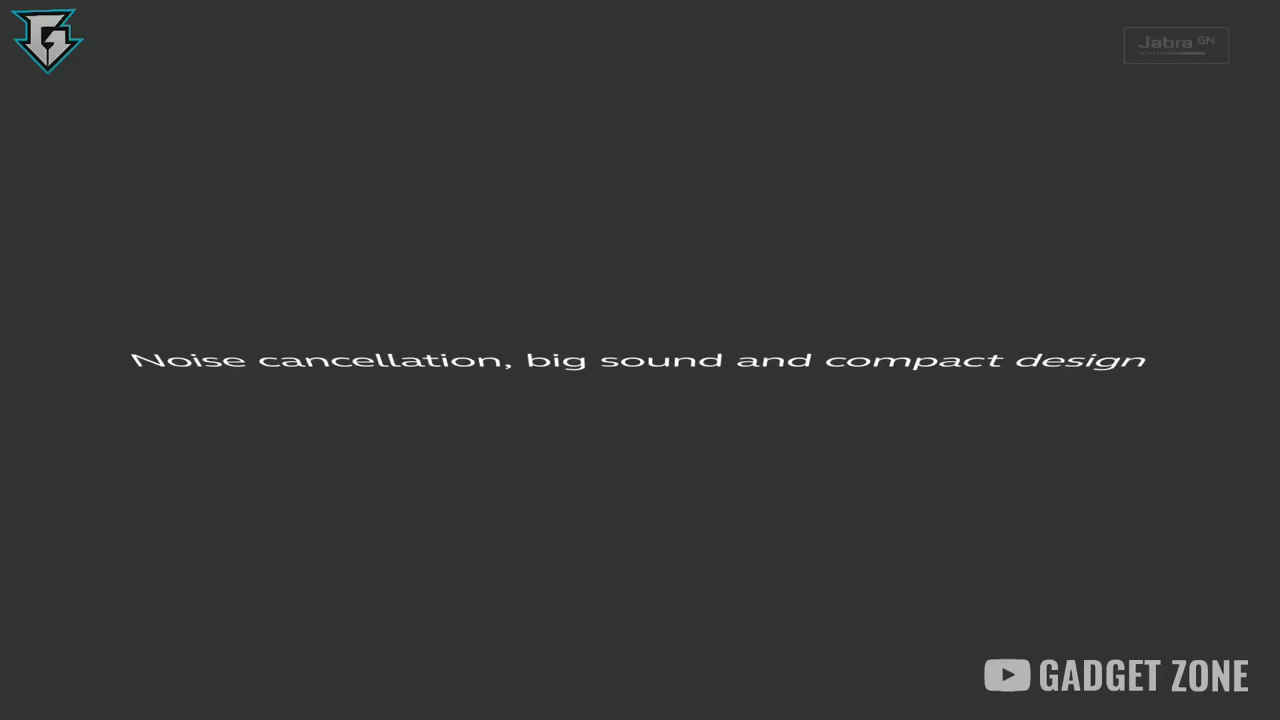 Jabra GN
Noise cancellation, big sound and compact design
GADGET ZONE